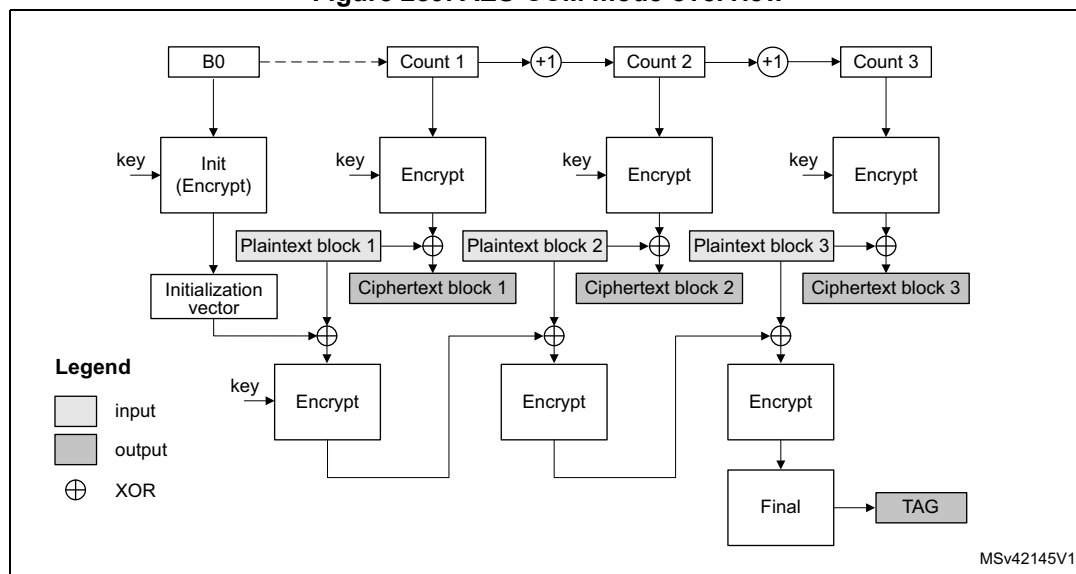 Figure AES-CCM mode overview
B0
Count 1
+1
Count 2
+1
Count 3
key
Init
(Encrypt)
key
Encrypt
key
Encrypt
key
Encrypt
Plaintext block 1
Plaintext block 2
Plaintext block 3
Ciphertext block 1
Ciphertext block 2
Ciphertext block 3
Initialization
vector
Legend
input
output
XOR
key
Encrypt
Encrypt
Encrypt
Final
TAG
MSv42145V1